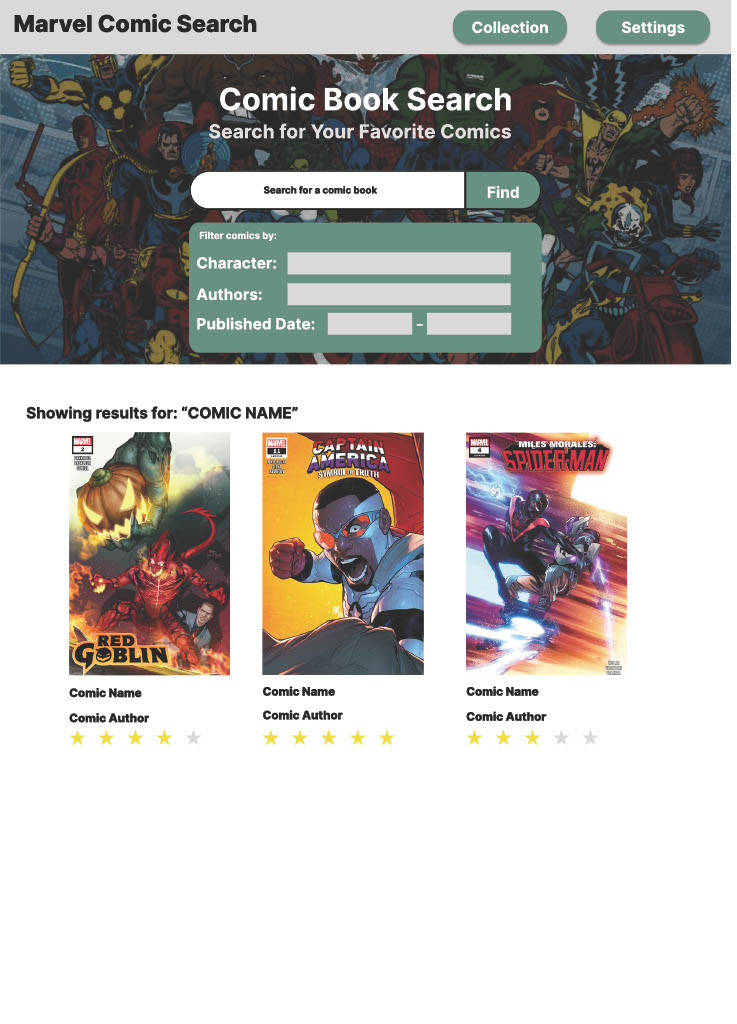 Marvel Comic Search
Collection
Settings
Comic Book Search
Search for Your Favorite Comics
Search for a comic book
Find
Filter comics by:
Character:
Authors:
Published Date:
–
Showing results for: “COMIC NAME”
MARVEL
2
RED
GOBLIN
Comic Name
Comic Author
MARVEL
11
CAPTAIN
AMERICA
SYMBOL OF TRUTH
Comic Name
Comic Author
MARVEL
4
MILES MORALES:
SPIDER-MAN
Comic Name
Comic Author